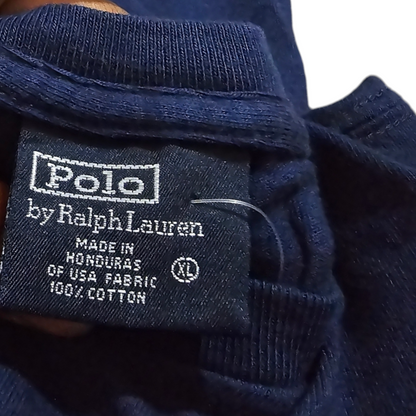 Polo
by Ralph Lauren
MADE IN
HONDURAS
OF USA FABRIC
100% COTTON
XL